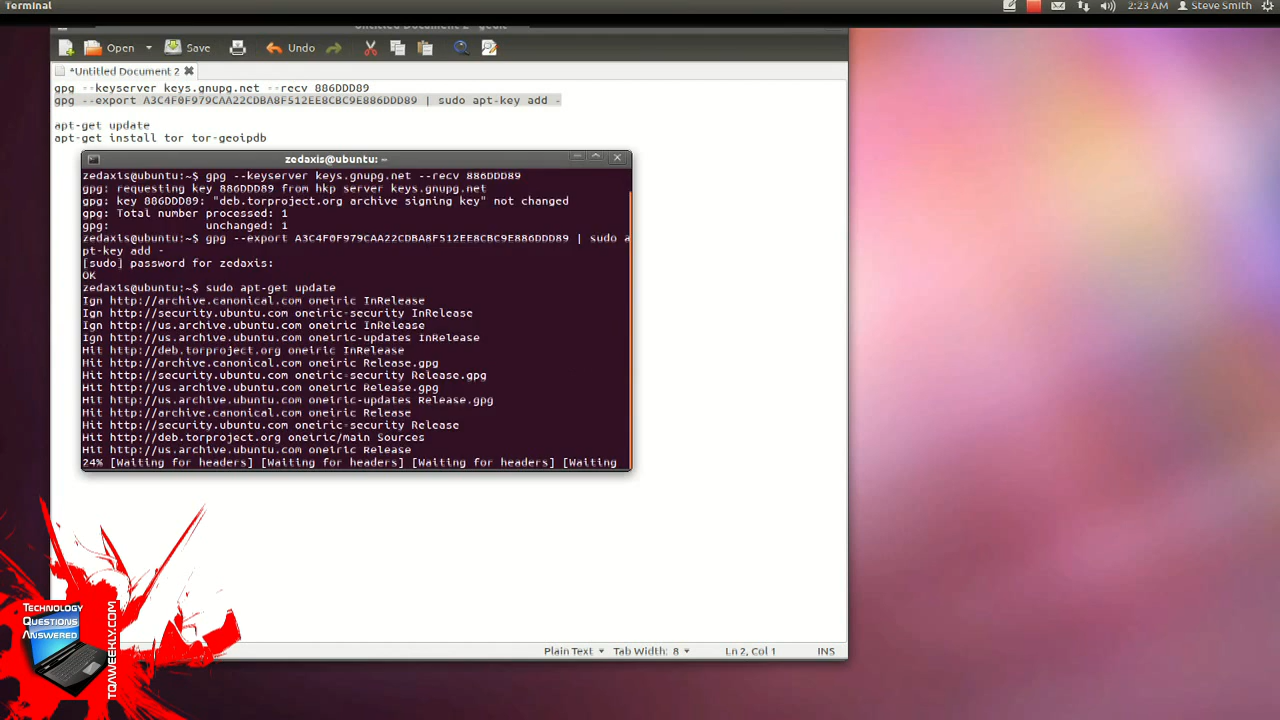 Terminal
2:23 AM Steve Smith
Untitled Document 2 - gedit
Open Save Undo
*Untitled Document 2
gpg --keyserver keys.gnupg.net --recv 886DDD89
gpg --export A3C4F0F979CAA22CDBA8F512EE8CBC9E886DDD89 | sudo apt-key add -
apt-get update
apt-get install tor tor-geoipdb
zedaxis@ubuntu: ~
zedaxis@ubuntu:~$ gpg --keyserver keys.gnupg.net --recv 886DDD89
gpg: requesting key 886DDD89 from hkp server keys.gnupg.net
gpg: key 886DDD89: "deb.torproject.org archive signing key" not changed
gpg: Total number processed: 1
gpg:              unchanged: 1
zedaxis@ubuntu:~$ gpg --export A3C4F0F979CAA22CDBA8F512EE8CBC9E886DDD89 | sudo a
pt-key add -
[sudo] password for zedaxis:
OK
zedaxis@ubuntu:~$ sudo apt-get update
Ign http://archive.canonical.com oneiric InRelease
Ign http://security.ubuntu.com oneiric-security InRelease
Ign http://us.archive.ubuntu.com oneiric InRelease
Ign http://us.archive.ubuntu.com oneiric-updates InRelease
Hit http://deb.torproject.org oneiric InRelease
Hit http://archive.canonical.com oneiric Release.gpg
Hit http://security.ubuntu.com oneiric-security Release.gpg
Hit http://us.archive.ubuntu.com oneiric Release.gpg
Hit http://us.archive.ubuntu.com oneiric-updates Release.gpg
Hit http://archive.canonical.com oneiric Release
Hit http://security.ubuntu.com oneiric-security Release
Hit http://deb.torproject.org oneiric/main Sources
Hit http://us.archive.ubuntu.com oneiric Release
24% [Waiting for headers] [Waiting for headers] [Waiting for headers] [Waiting
Technology
Questions
Answered
TQAWEEKLY.COM
Plain Text Tab Width: 8 Ln 2, Col 1 INS